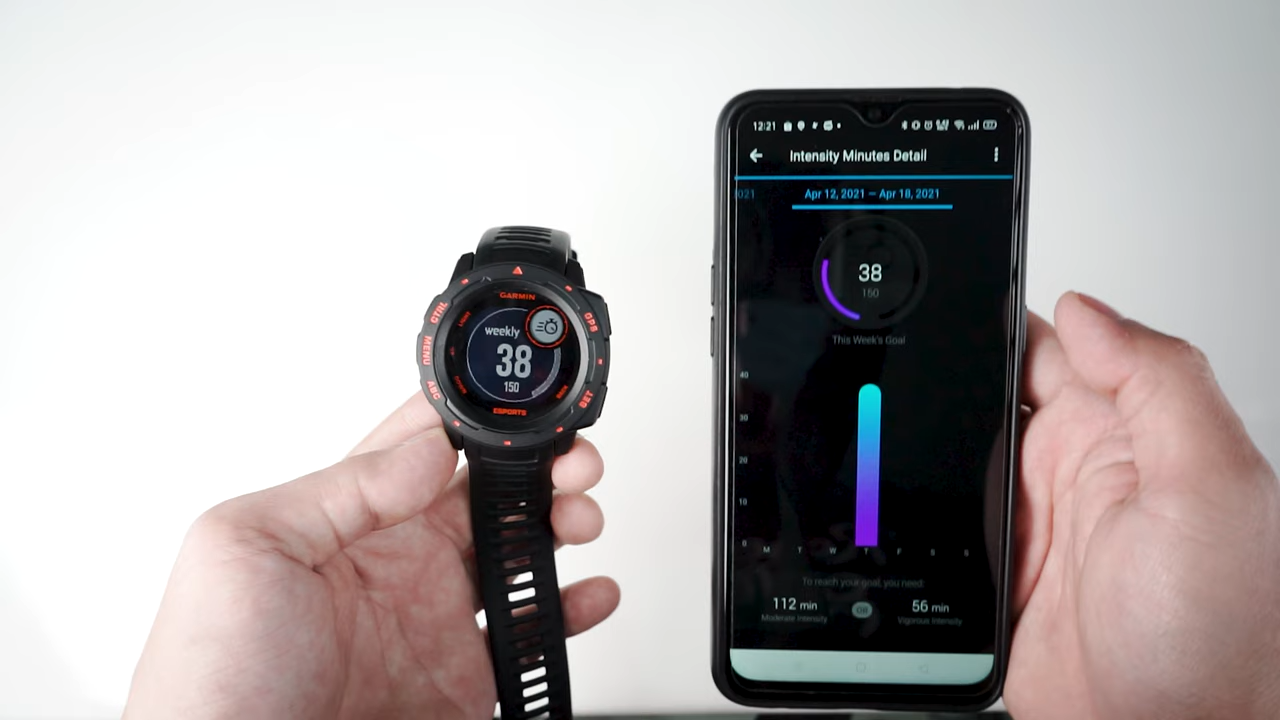 GARMIN
CTRL
LIGHT
GPS
MENU
weekly
38
150
ABC
SET
ESPORTS
12:21
Intensity Minutes Detail
2021
Apr 12, 2021 – Apr 18, 2021
38
150
This Week's Goal
40
30
20
10
0
M T W T F S S
To reach your goal, you need:
112 min OR 56 min
Moderate Intensity Vigorous Intensity